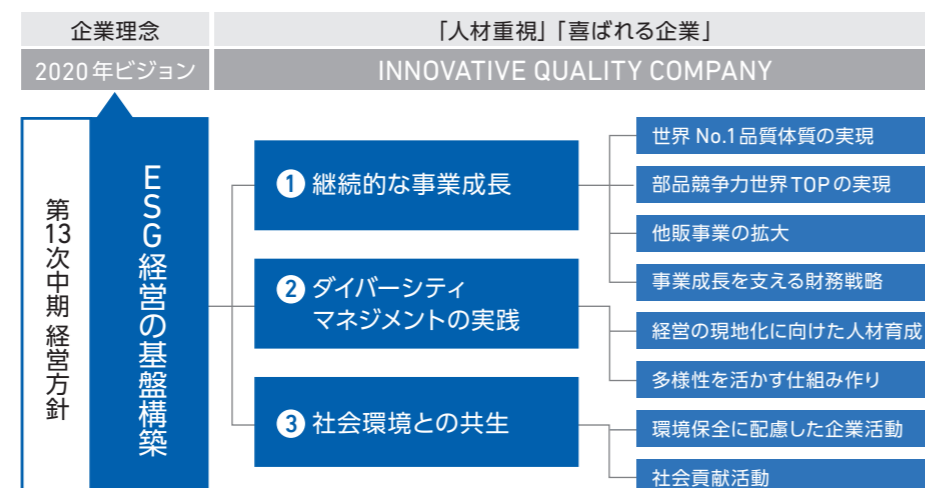 企業理念
「人材重視」「喜ばれる企業」
2020年ビジョン
INNOVATIVE QUALITY COMPANY
第13次中期 経営方針
ESG経営の基盤構築
1 継続的な事業成長
世界 No.1品質体質の実現
部品競争力世界TOPの実現
他販事業の拡大
事業成長を支える財務戦略
2 ダイバーシティ
マネジメントの実践
経営の現地化に向けた人材育成
多様性を活かす仕組み作り
3 社会環境との共生
環境保全に配慮した企業活動
社会貢献活動